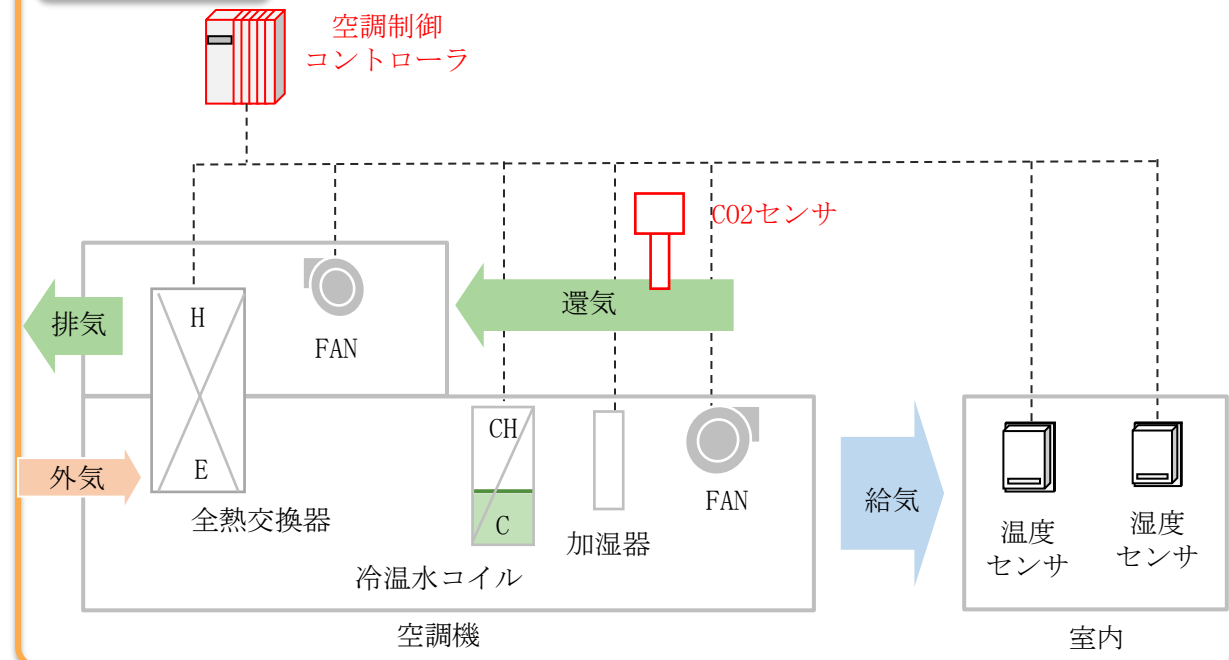 空調制御
コントローラ
CO2センサ
還気
排気
H
FAN
E
外気
全熱交換器
CH
C
冷温水コイル
加湿器
FAN
給気
温度
センサ
湿度
センサ
空調機
室内